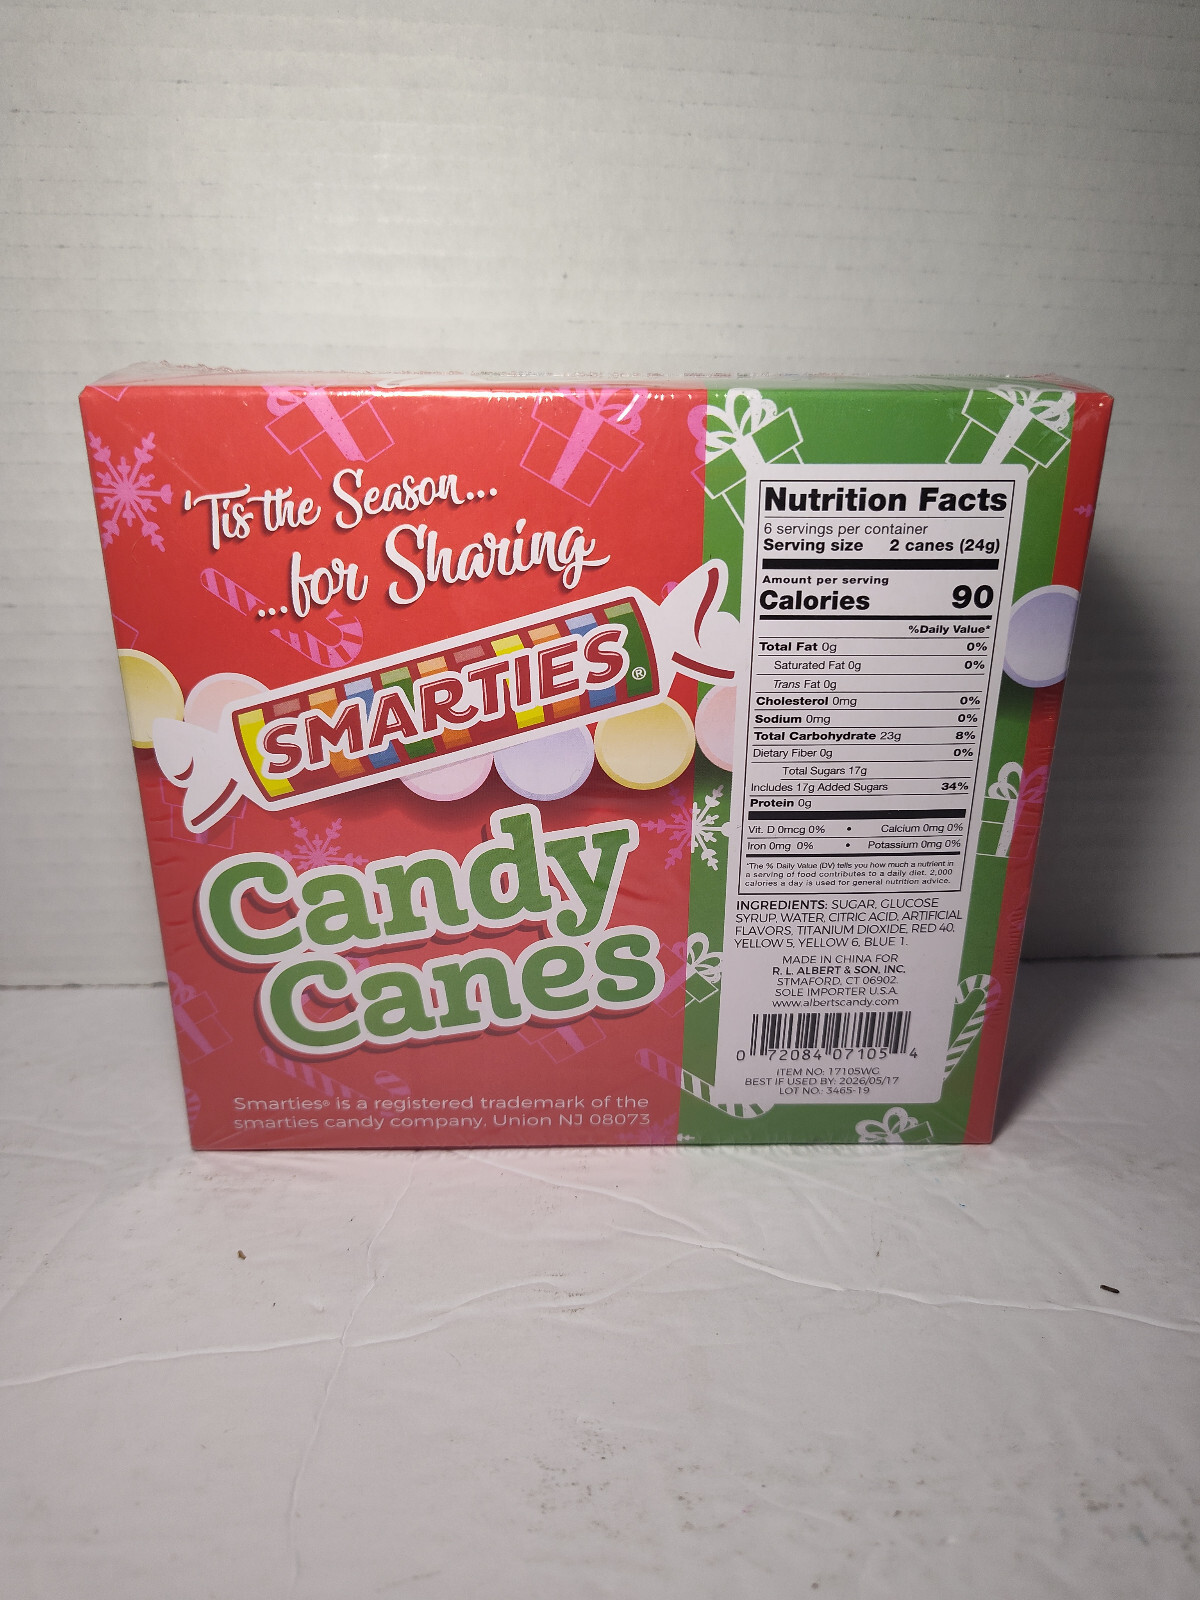 'Tis the Season...
...for Sharing
SMARTIES®
Candy
Canes
Smarties® is a registered trademark of the
smarties candy company, Union NJ 08073
Nutrition Facts
6 servings per container
Serving size 2 canes (24g)
Amount per serving
Calories 90
%Daily Value*
Total Fat 0g 0%
Saturated Fat 0g 0%
Trans Fat 0g
Cholesterol 0mg 0%
Sodium 0mg 0%
Total Carbohydrate 23g 8%
Dietary Fiber 0g 0%
Total Sugars 17g
Includes 17g Added Sugars 34%
Protein 0g
Vit. D 0mcg 0% • Calcium 0mg 0%
Iron 0mg 0% • Potassium 0mg 0%
*The % Daily Value (DV) tells you how much a nutrient in
a serving of food contributes to a daily diet. 2,000
calories a day is used for general nutrition advice.
INGREDIENTS: SUGAR, GLUCOSE
SYRUP, WATER, CITRIC ACID, ARTIFICIAL
FLAVORS, TITANIUM DIOXIDE, RED 40,
YELLOW 5, YELLOW 6, BLUE 1.
MADE IN CHINA FOR
R. L. ALBERT & SON, INC.
STMAFORD, CT 06902
SOLE IMPORTER U.S.A.
www.albertscandy.com
0 72084 07105 4
ITEM NO: 17105WG
BEST IF USED BY: 2026/05/17
LOT NO.: 3465-19